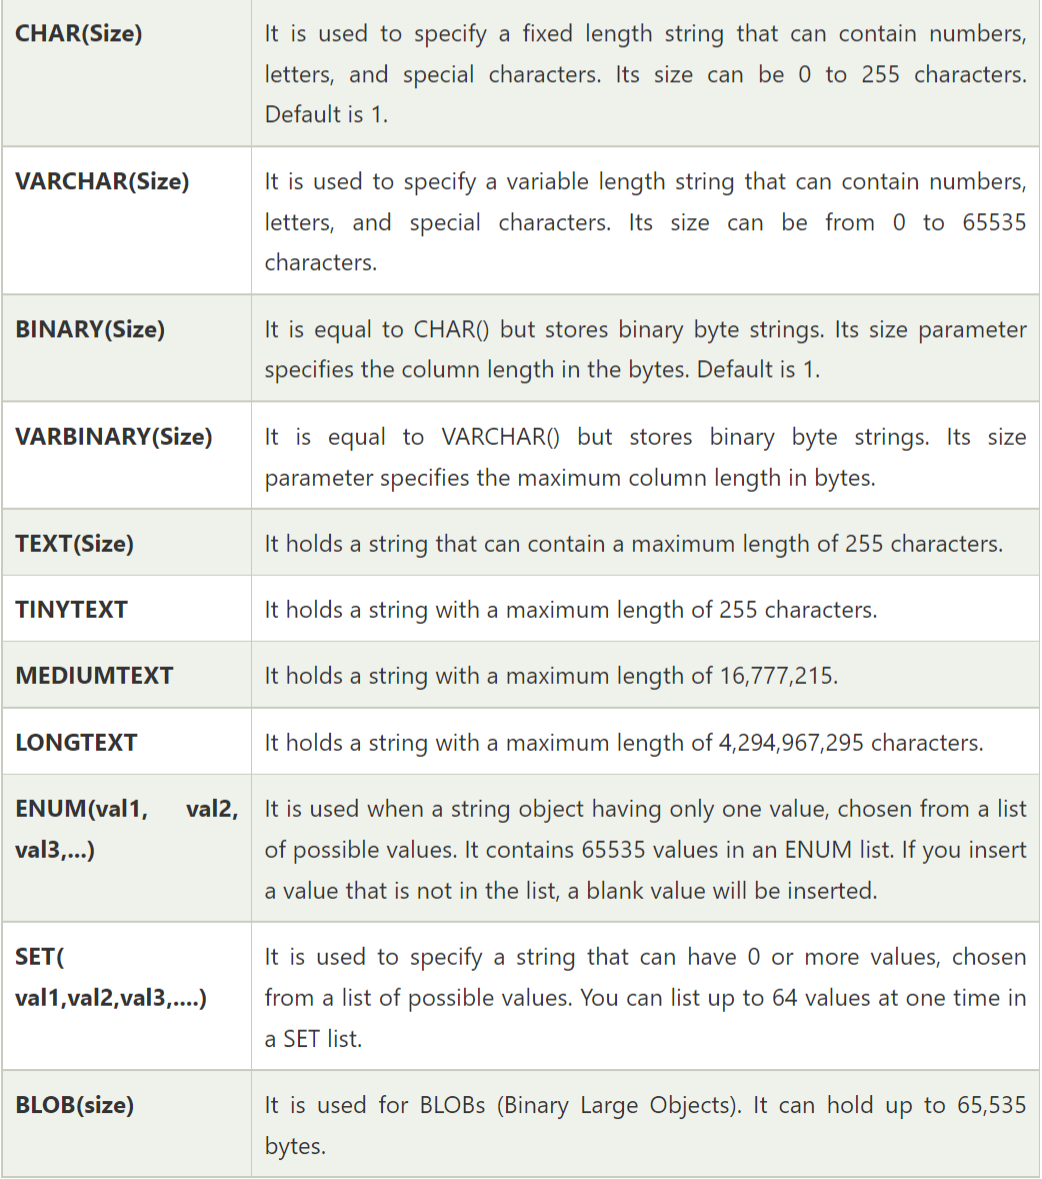 CHAR(Size)
It is used to specify a fixed length string that can contain numbers,
letters, and special characters. Its size can be 0 to 255 characters.
Default is 1.
VARCHAR(Size)
It is used to specify a variable length string that can contain numbers,
letters, and special characters. Its size can be from 0 to 65535
characters.
BINARY(Size)
It is equal to CHAR() but stores binary byte strings. Its size parameter
specifies the column length in the bytes. Default is 1.
VARBINARY(Size)
It is equal to VARCHAR() but stores binary byte strings. Its size
parameter specifies the maximum column length in bytes.
TEXT(Size)
It holds a string that can contain a maximum length of 255 characters.
TINYTEXT
It holds a string with a maximum length of 255 characters.
MEDIUMTEXT
It holds a string with a maximum length of 16,777,215.
LONGTEXT
It holds a string with a maximum length of 4,294,967,295 characters.
ENUM(val1, val2,
val3,...)
It is used when a string object having only one value, chosen from a list
of possible values. It contains 65535 values in an ENUM list. If you insert
a value that is not in the list, a blank value will be inserted.
SET(
val1,val2,val3,....)
It is used to specify a string that can have 0 or more values, chosen
from a list of possible values. You can list up to 64 values at one time in
a SET list.
BLOB(size)
It is used for BLOBs (Binary Large Objects). It can hold up to 65,535
bytes.